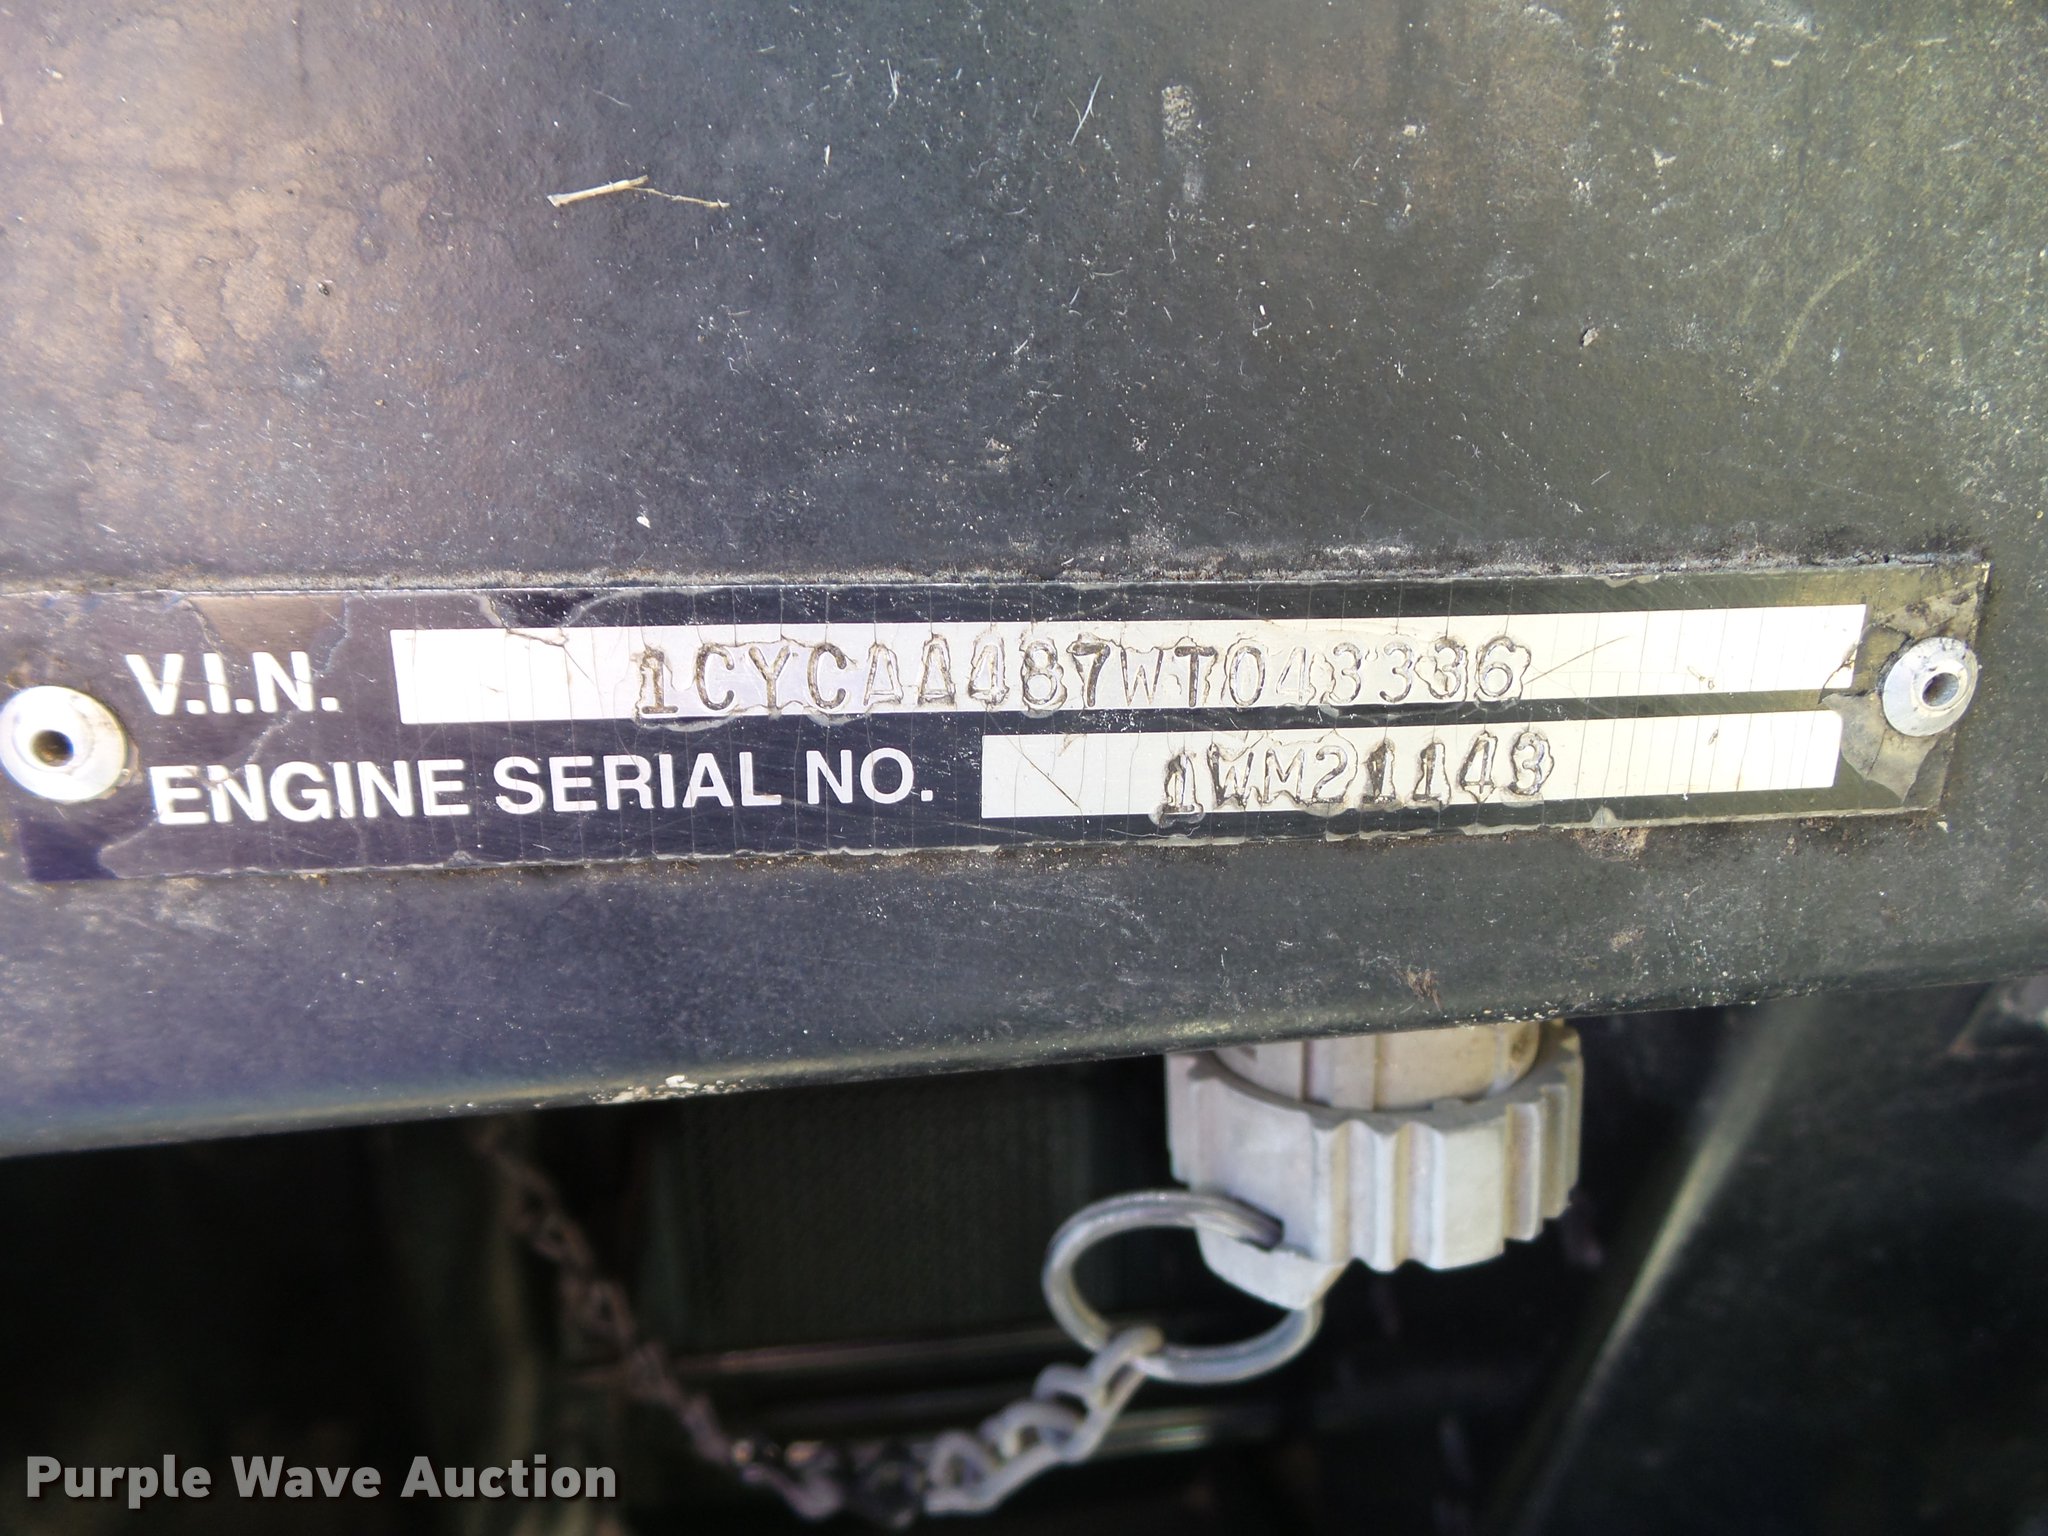 V.I.N. 1CYCAA487WT043336
ENGINE SERIAL NO. 1WM21143
Purple Wave Auction